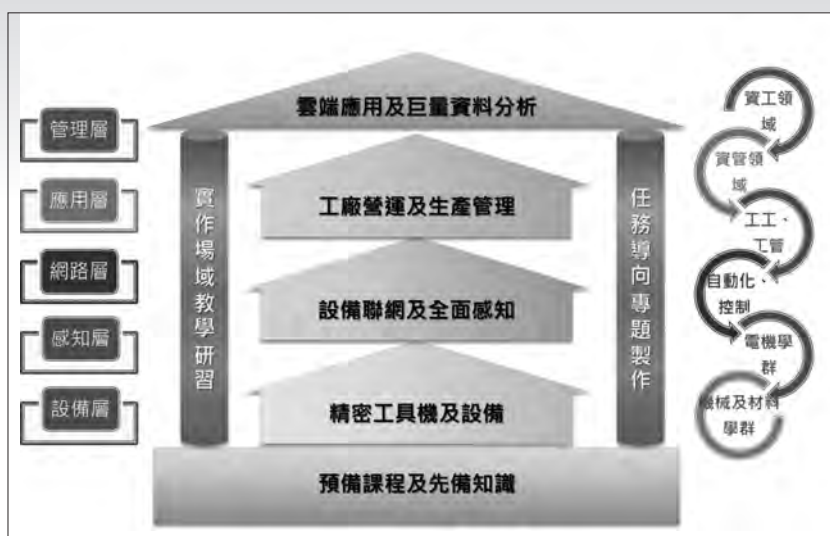 管理層
應用層
網路層
感知層
設備層
雲端應用及巨量資料分析
實作場域教學研習
工廠營運及生產管理
設備聯網及全面感知
精密工具機及設備
任務導向專題製作
預備課程及先備知識
資工領
域
資管領
域
工工、
工管
自動化、
控制
電機學
群
機械及材料
學群